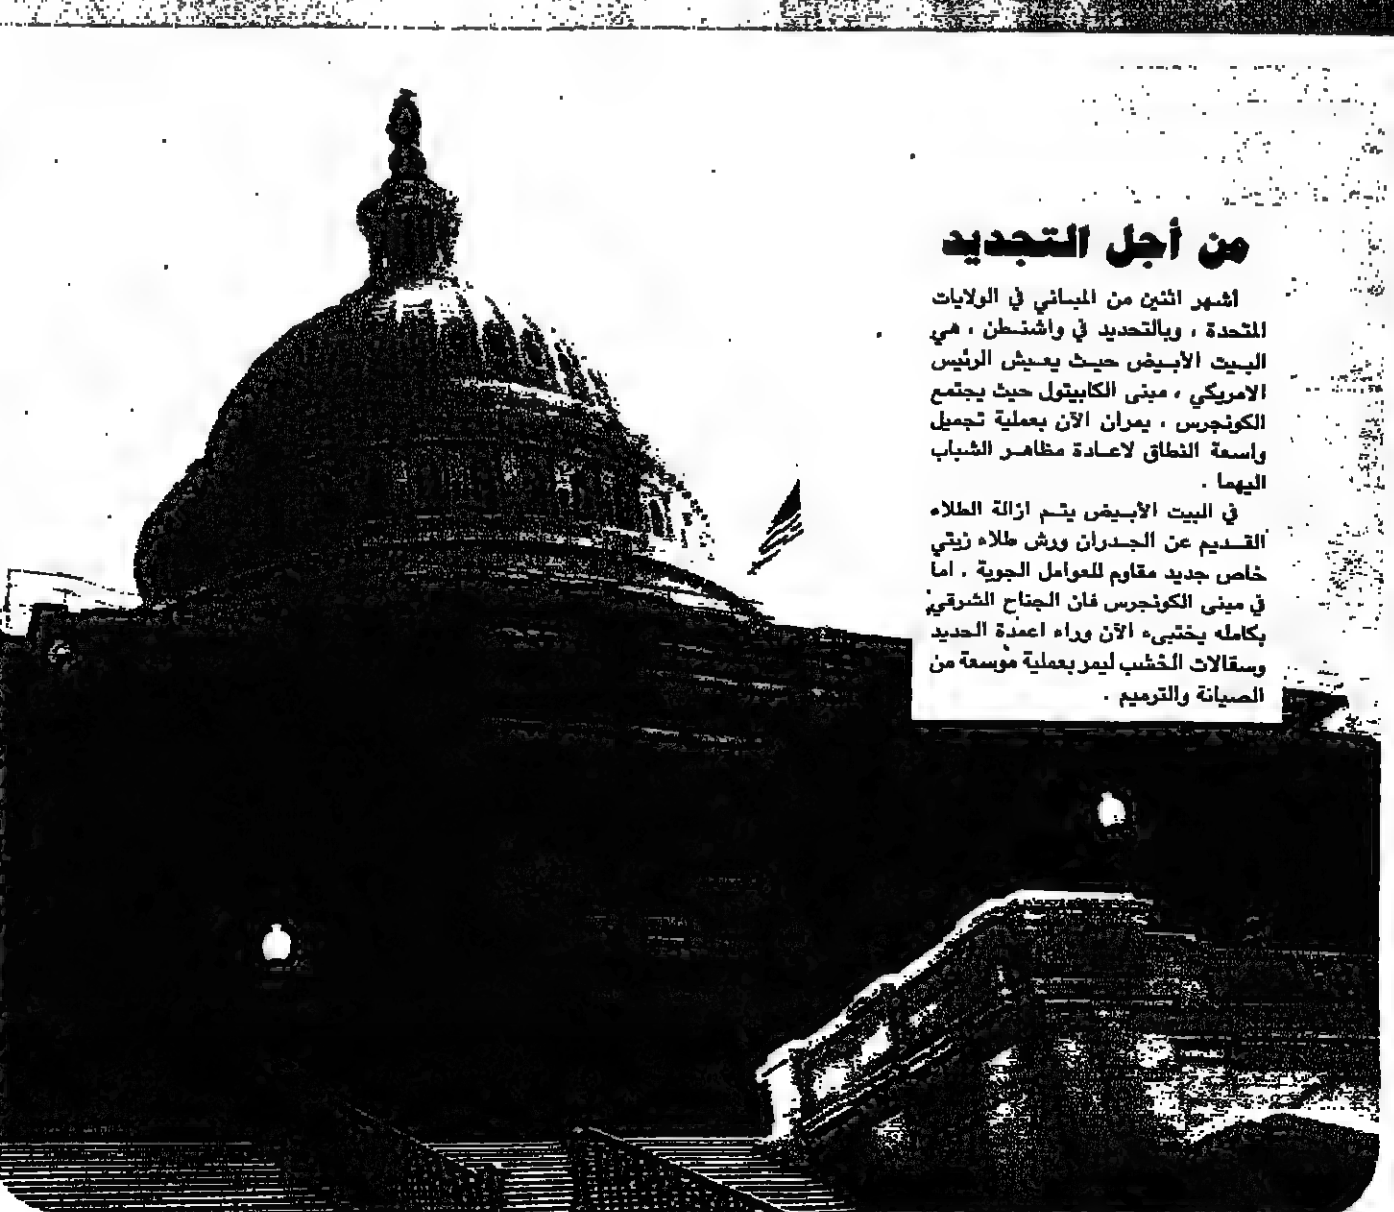 من أجل التجديد
أشهر اثنين من المباني في الولايات
المتحدة ، وبالتحديد في واشنطن ، هي
البيت الأبيض حيث يعيش الرئيس
الامريكي ، مبنى الكابيتول حيث يجتمع
الكونجرس ، يمران الآن بعملية تجميل
واسعة النطاق لاعادة مظاهر الشباب
اليهما .
في البيت الأبيض يتم ازالة الطلاء
القديم عن الجدران ورش طلاء زيتي
خاص جديد مقاوم للعوامل الجوية . اما
في مبنى الكونجرس فان الجناح الشرقي
بكامله يختبىء الآن وراء اعمدة الحديد
وسقالات الخشب ليمر بعملية موسعة من
الصيانة والترميم .